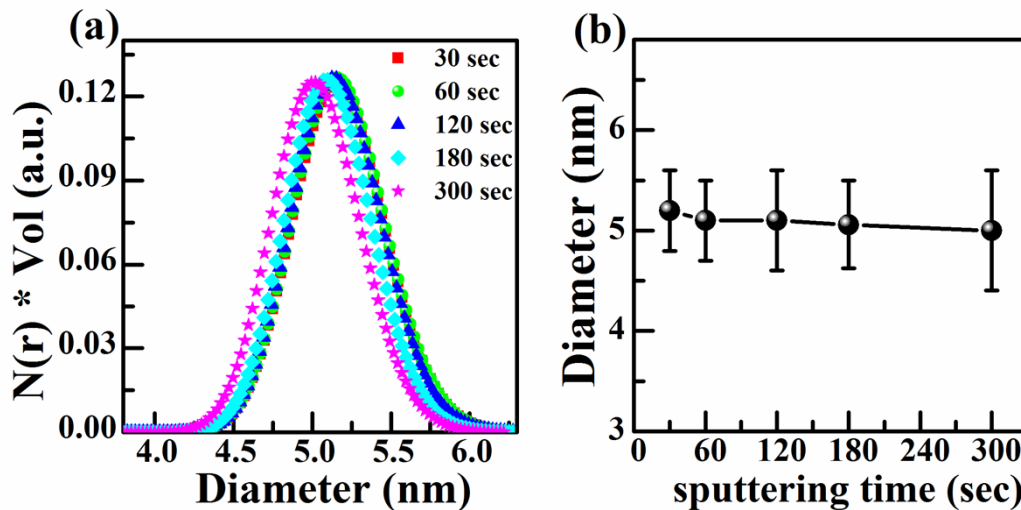 (a)
N(r) * Vol (a.u.)
0.12
0.09
0.06
0.03
0.00
30 sec
60 sec
120 sec
180 sec
300 sec
4.0 4.5 5.0 5.5 6.0
Diameter (nm)
(b)
Diameter (nm)
6
5
4
3
0 60 120 180 240 300
sputtering time (sec)